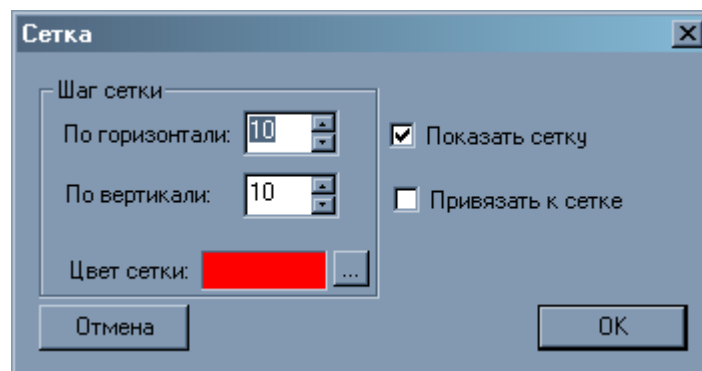 Сетка
Шаг сетки
По горизонтали: 10
Показать сетку
По вертикали: 10
Привязать к сетке
Цвет сетки: ...
Отмена
OK